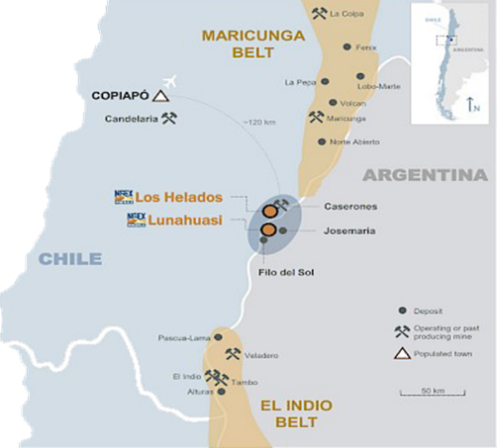 La Coipa
MARICUNGA
BELT
Fenix
La Pepa
Lobo-Marte
COPIAPÓ
Volcan
Candelaria
Maricunga
~120 km
Norte Abierto
CHILE
ARGENTINA
N
ARGENTINA
Los Helados
Caserones
Lunahuasi
Josemaria
CHILE
Filo del Sol
Deposit
Operating or past
producing mine
Populated town
50 km
Pascua-Lama
Veladero
El Indio
Tambo
Alturas
EL INDIO
BELT